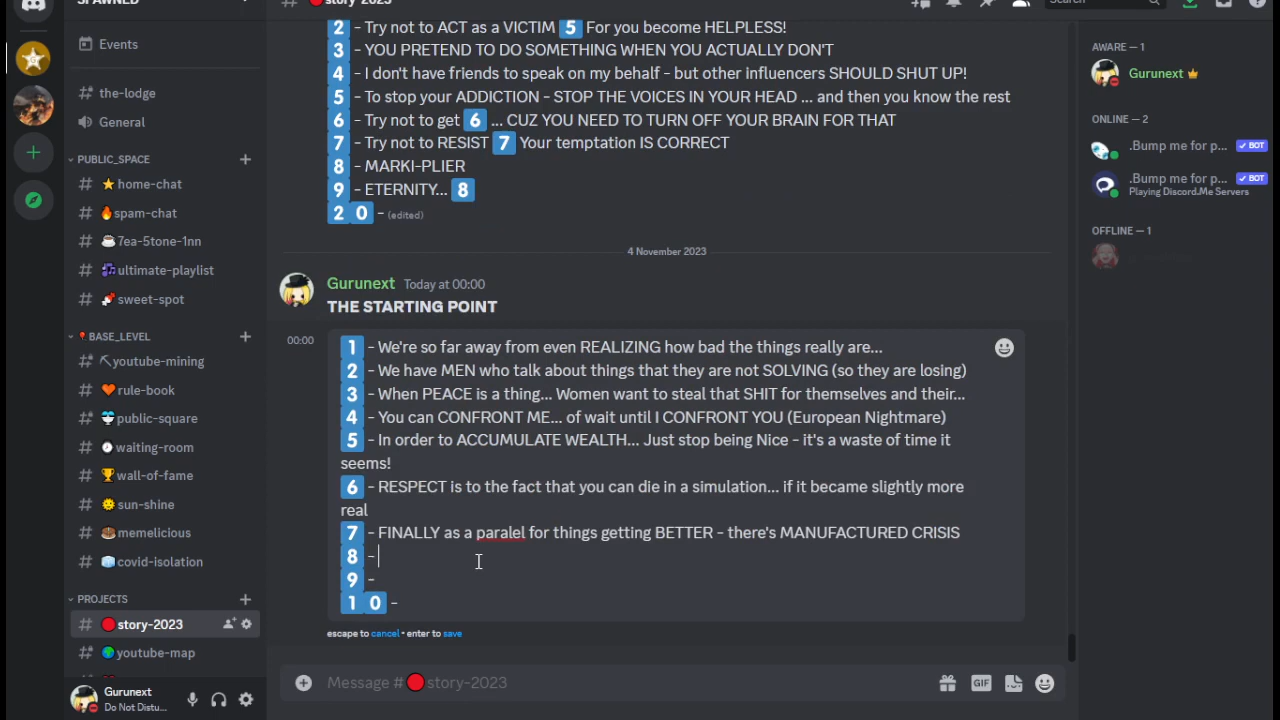 SPAWNED
Events
the-lodge
General
PUBLIC_SPACE
home-chat
spam-chat
7ea-5tone-1nn
ultimate-playlist
sweet-spot
BASE_LEVEL
youtube-mining
rule-book
public-square
waiting-room
wall-of-fame
sun-shine
memelicious
covid-isolation
PROJECTS
story-2023
youtube-map
Gurunext
Do Not Distu...
story-2023
2 - Try not to ACT as a VICTIM 5 For you become HELPLESS!
3 - YOU PRETEND TO DO SOMETHING WHEN YOU ACTUALLY DON'T
4 - I don't have friends to speak on my behalf - but other influencers SHOULD SHUT UP!
5 - To stop your ADDICTION - STOP THE VOICES IN YOUR HEAD ... and then you know the rest
6 - Try not to get 6 ... CUZ YOU NEED TO TURN OFF YOUR BRAIN FOR THAT
7 - Try not to RESIST 7 Your temptation IS CORRECT
8 - MARKI-PLIER
9 - ETERNITY... 8
2 0 - (edited)
4 November 2023
Gurunext Today at 00:00
THE STARTING POINT
00:00
1 - We're so far away from even REALIZING how bad the things really are...
2 - We have MEN who talk about things that they are not SOLVING (so they are losing)
3 - When PEACE is a thing... Women want to steal that SHIT for themselves and their...
4 - You can CONFRONT ME... of wait until I CONFRONT YOU (European Nightmare)
5 - In order to ACCUMULATE WEALTH... Just stop being Nice - it's a waste of time it
seems!
6 - RESPECT is to the fact that you can die in a simulation... if it became slightly more
real
7 - FINALLY as a paralel for things getting BETTER - there's MANUFACTURED CRISIS
8 -
9 -
1 0 -
escape to cancel • enter to save
Message # story-2023
GIF
Search
AWARE — 1
Gurunext
ONLINE — 2
.Bump me for p... BOT
.Bump me for p... BOT
Playing Discord.Me Servers
OFFLINE — 1